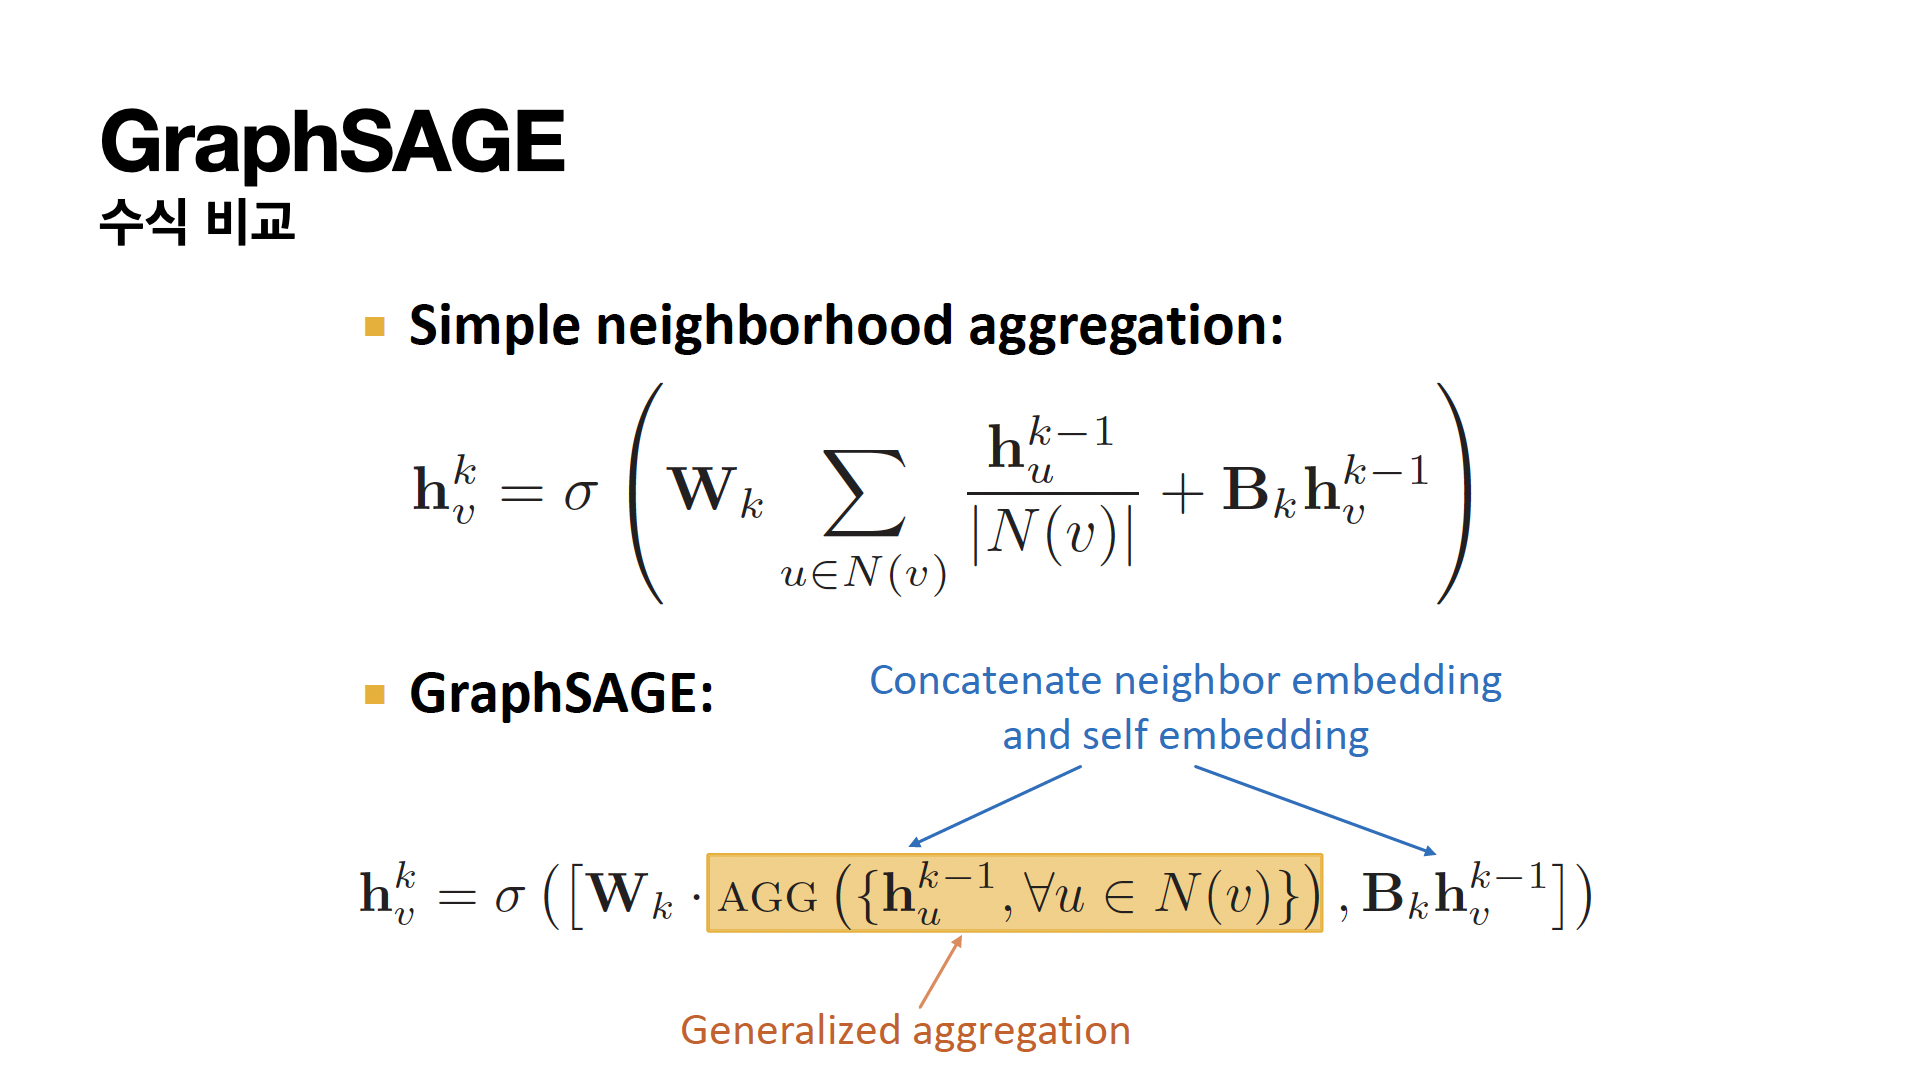 GraphSAGE
수식 비교
▪ Simple neighborhood aggregation:
$\mathbf{h}_v^k = \sigma \left( \mathbf{W}_k \sum_{u \in N(v)} \frac{\mathbf{h}_u^{k-1}}{|N(v)|} + \mathbf{B}_k \mathbf{h}_v^{k-1} \right)$
▪ GraphSAGE:
Concatenate neighbor embedding
and self embedding
$\mathbf{h}_v^k = \sigma \left( \left[ \mathbf{W}_k \cdot \text{AGG} \left( \{ \mathbf{h}_u^{k-1}, \forall u \in N(v) \} \right), \mathbf{B}_k \mathbf{h}_v^{k-1} \right] \right)$
Generalized aggregation